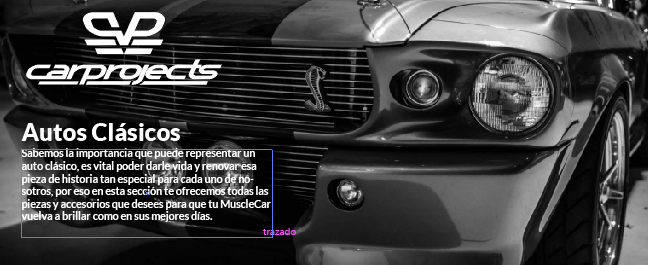 carprojects
Autos Clásicos
Sabemos la importancia que puede representar un
auto clásico, es vital poder darle vida y renovar esa
pieza de historia tan especial para cada uno de no-
sotros, por eso en esta sección te ofrecemos todas las
piezas y accesorios que desees para que tu MuscleCar
vuelva a brillar como en sus mejores días.
trazado